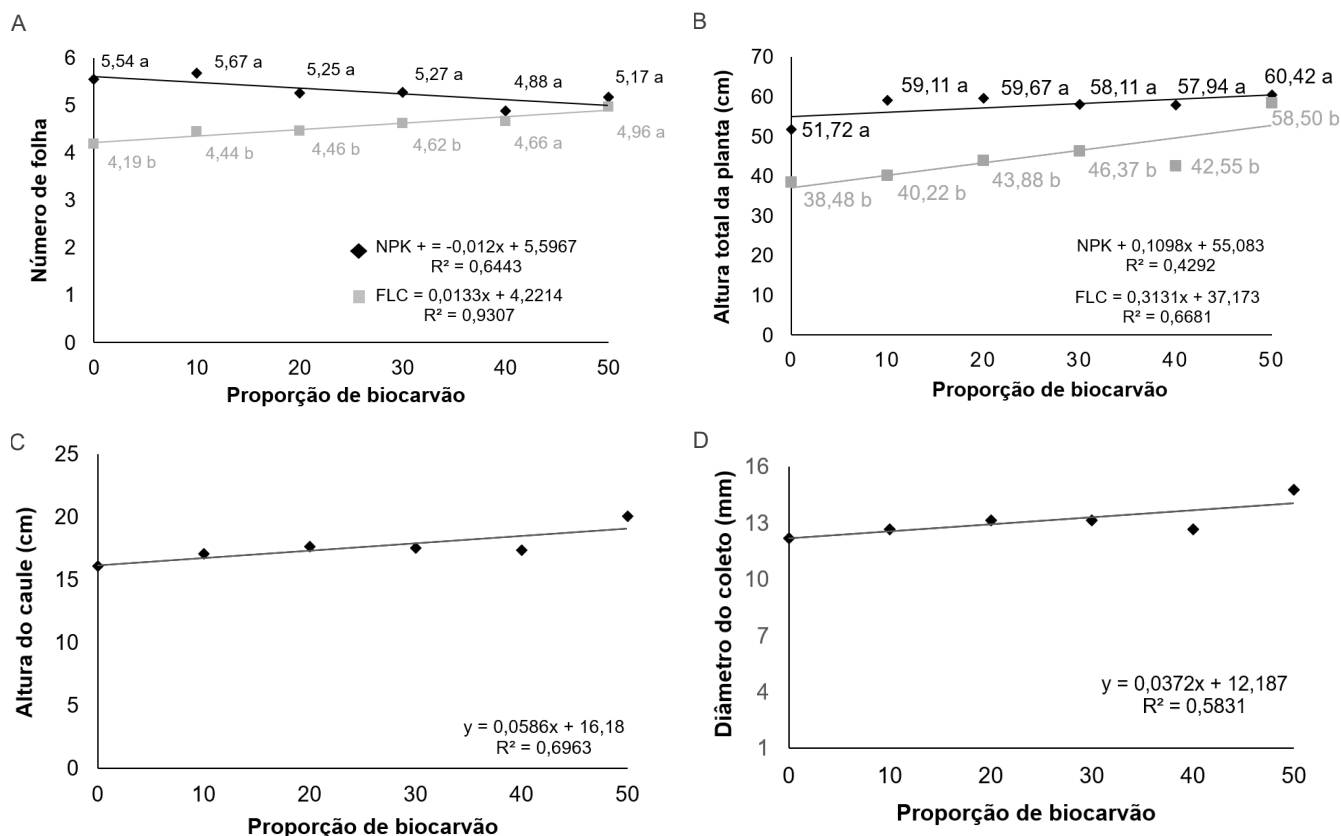 A
Número de folha
6
5
4
3
2
1
0
5,54 a
5,67 a
5,25 a
5,27 a
4,88 a
5,17 a
4,19 b
4,44 b
4,46 b
4,62 b
4,66 a
4,96 a
NPK + = -0,012x + 5,5967
R² = 0,6443
FLC = 0,0133x + 4,2214
R² = 0,9307
0 10 20 30 40 50
Proporção de biocarvão
B
Altura total da planta (cm)
70
60
50
40
30
20
10
0
51,72 a
59,11 a
59,67 a
58,11 a
57,94 a
60,42 a
38,48 b
40,22 b
43,88 b
46,37 b
42,55 b
58,50 b
NPK + 0,1098x + 55,083
R² = 0,4292
FLC = 0,3131x + 37,173
R² = 0,6681
0 10 20 30 40 50
Proporção de biocarvão
C
Altura do caule (cm)
25
20
15
10
5
0
y = 0,0586x + 16,18
R² = 0,6963
0 10 20 30 40 50
Proporção de biocarvão
D
Diâmetro do coleto (mm)
16
13
10
7
4
1
y = 0,0372x + 12,187
R² = 0,5831
0 10 20 30 40 50
Proporção de biocarvão